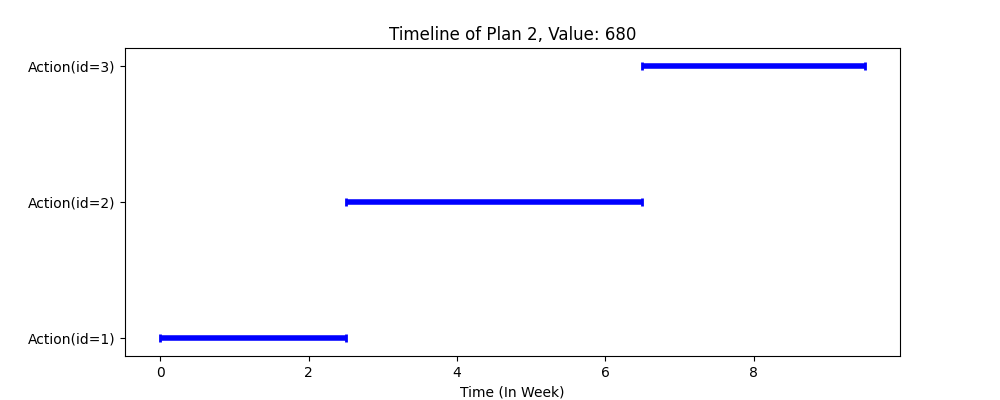 Timeline of Plan 2, Value: 680
Action(id=3)
Action(id=2)
Action(id=1)
0 2 4 6 8
Time (In Week)